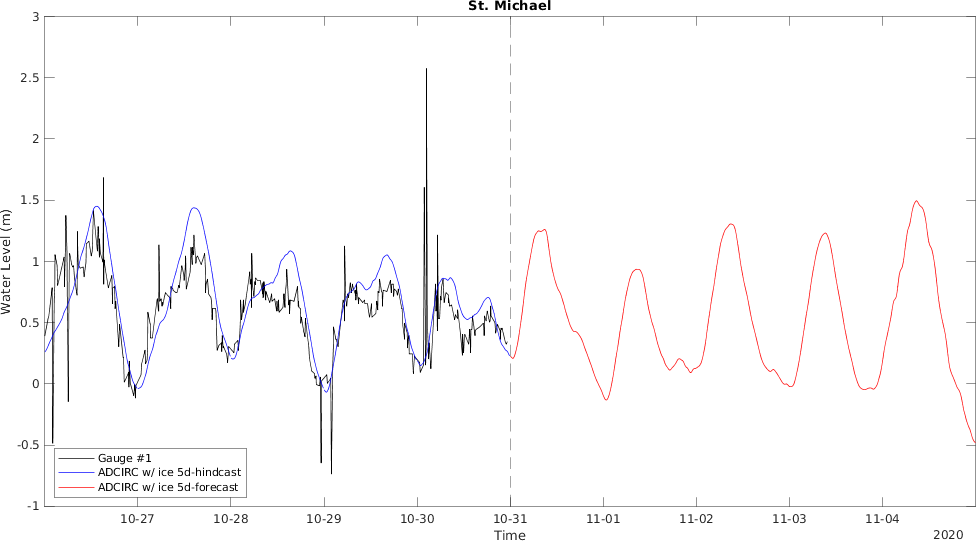 St. Michael
3
2.5
2
1.5
1
0.5
0
-0.5
-1
Water Level (m)
Gauge #1
ADCIRC w/ ice 5d-hindcast
ADCIRC w/ ice 5d-forecast
10-27 10-28 10-29 10-30 10-31 11-01 11-02 11-03 11-04
Time
2020